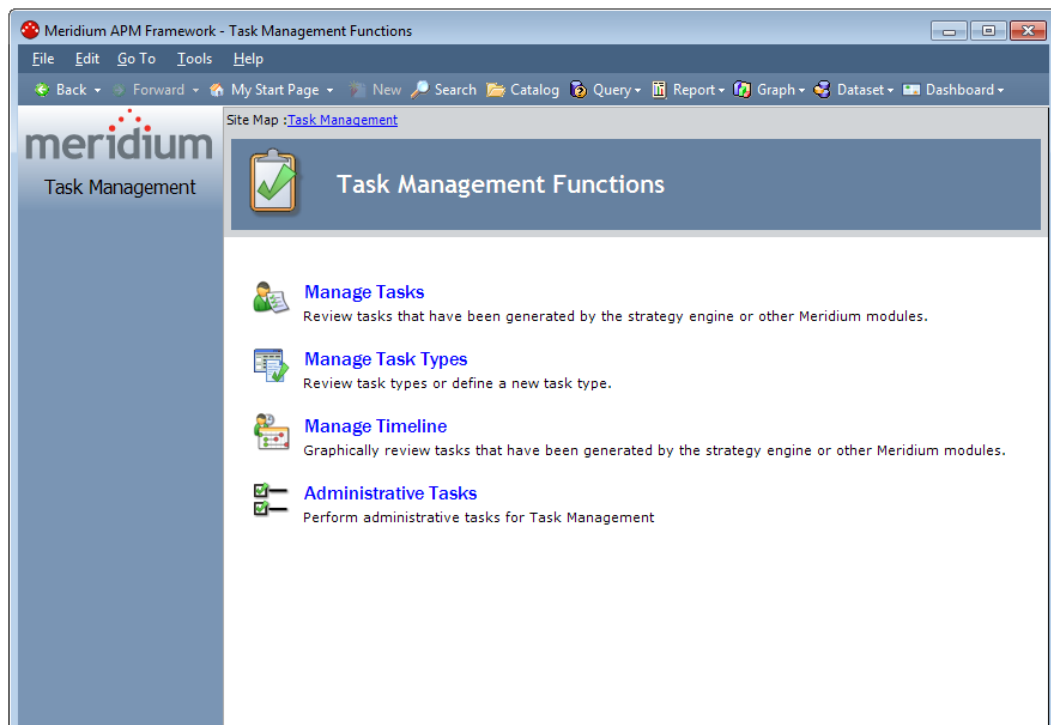 Meridium APM Framework - Task Management Functions
File Edit Go To Tools Help
Back Forward My Start Page New Search Catalog Query Report Graph Dataset Dashboard
meridium
Task Management
Site Map :Task Management
Task Management Functions
Manage Tasks
Review tasks that have been generated by the strategy engine or other Meridium modules.
Manage Task Types
Review task types or define a new task type.
Manage Timeline
Graphically review tasks that have been generated by the strategy engine or other Meridium modules.
Administrative Tasks
Perform administrative tasks for Task Management